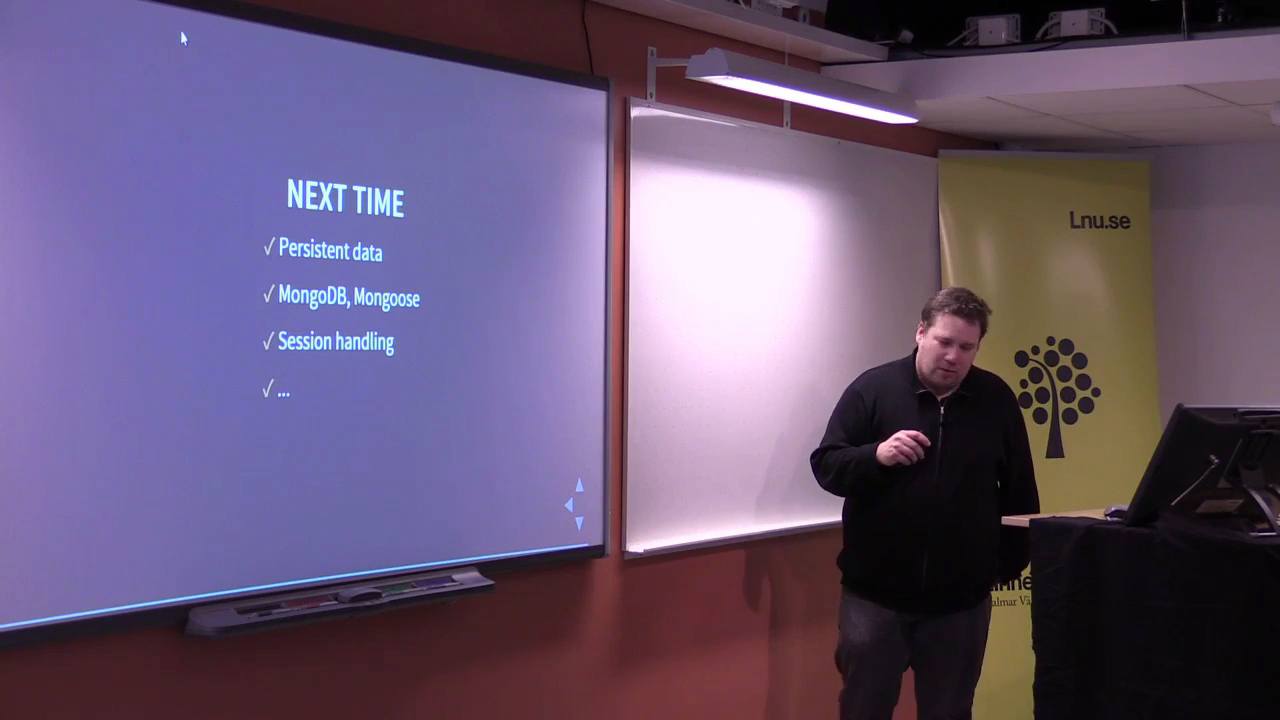 NEXT TIME
✓ Persistent data
✓ MongoDB, Mongoose
✓ Session handling
✓ ...
Lnu.se